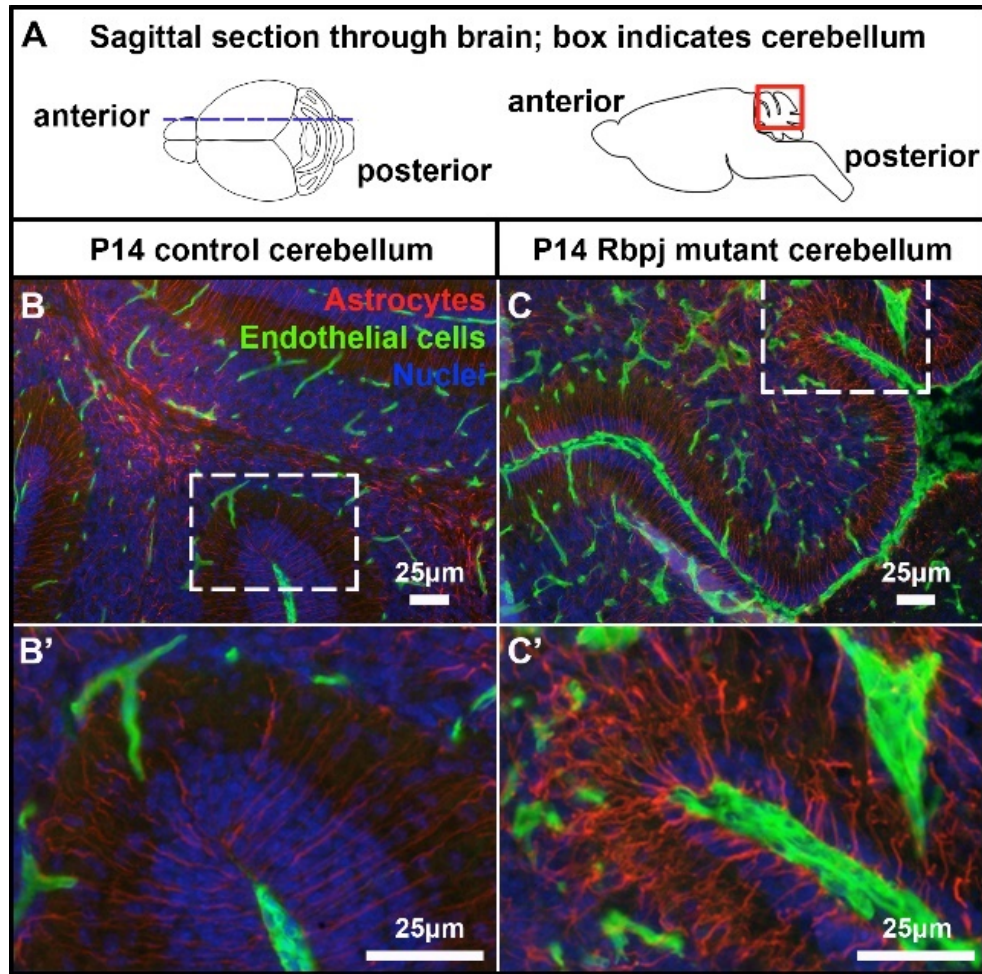 A Sagittal section through brain; box indicates cerebellum
anterior
posterior
anterior
posterior
P14 control cerebellum
P14 Rbpj mutant cerebellum
B
Astrocytes
Endothelial cells
Nuclei
25µm
C
25µm
B'
25µm
C'
25µm